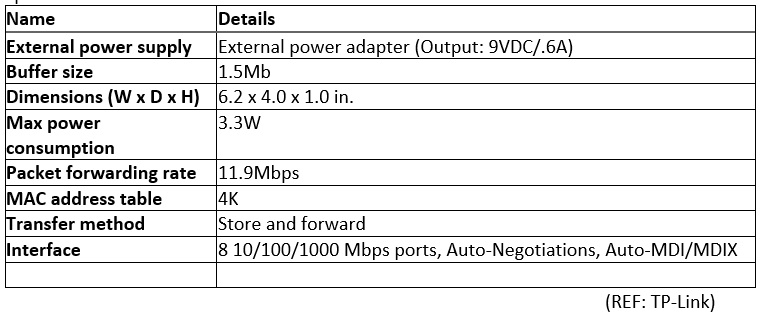 Name Details
External power supply External power adapter (Output: 9VDC/.6A)
Buffer size 1.5Mb
Dimensions (W x D x H) 6.2 x 4.0 x 1.0 in.
Max power 3.3W
consumption
Packet forwarding rate 11.9Mbps
MAC address table 4K
Transfer method Store and forward
Interface 8 10/100/1000 Mbps ports, Auto-Negotiations, Auto-MDI/MDIX
(REF: TP-Link)